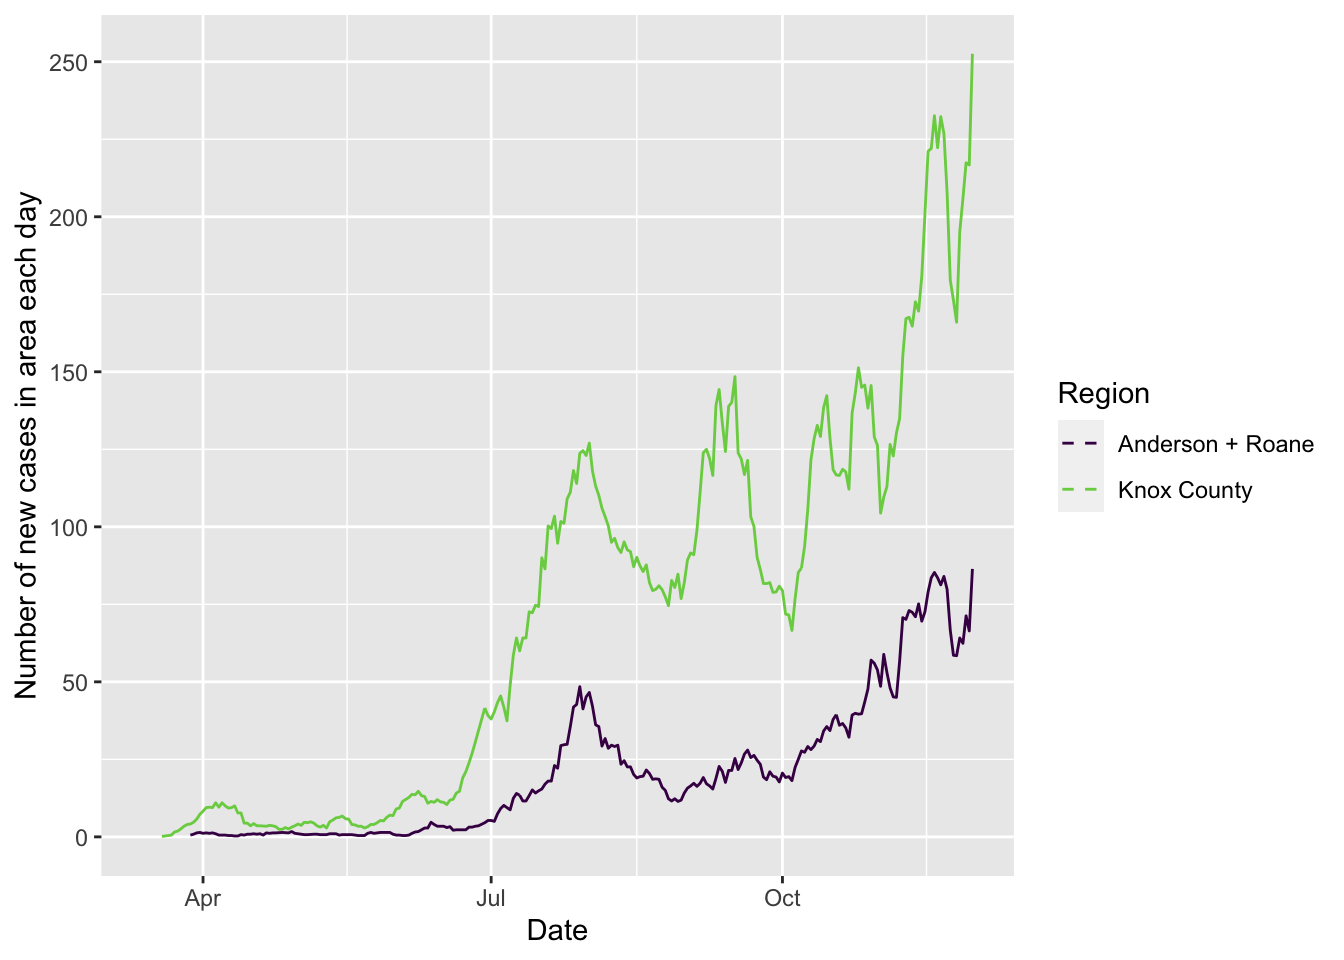 Number of new cases in area each day
250
200
150
100
50
0
Apr
Jul
Oct
Date
Region
Anderson + Roane
Knox County